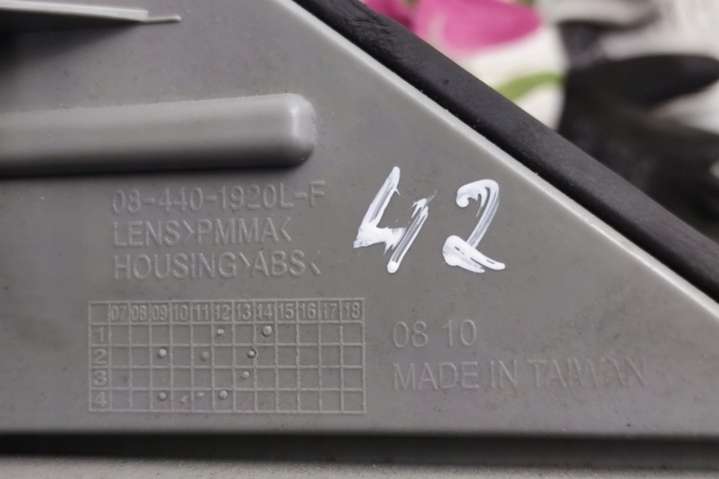 08-440-1920L-F
LENS>PMMA<
HOUSING>ABS<
42
07 08 09 10 11 12 13 14 15 16 17 18
1
2
3
4
08 10
MADE IN TAIWAN